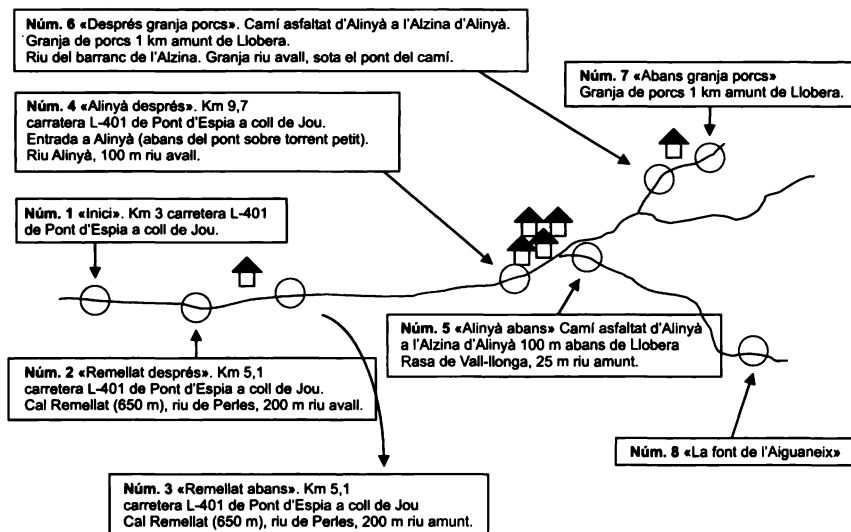 Núm. 6 «Després granja porcs». Camí asfaltat d'Alinyà a l'Alzina d'Alinyà.
Granja de porcs 1 km amunt de Llobera.
Riu del barranc de l'Alzina. Granja riu avall, sota el pont del camí.
Núm. 7 «Abans granja porcs»
Granja de porcs 1 km amunt de Llobera.
Núm. 4 «Alinyà després». Km 9,7
carratera L-401 de Pont d'Espia a coll de Jou.
Entrada a Alinyà (abans del pont sobre torrent petit).
Riu Alinyà, 100 m riu avall.
Núm. 1 «Inici». Km 3 carretera L-401
de Pont d'Espia a coll de Jou.
Núm. 5 «Alinyà abans» Camí asfaltat d'Alinyà
a l'Alzina d'Alinyà 100 m abans de Llobera
Rasa de Vall-llonga, 25 m riu amunt.
Núm. 2 «Remellat després». Km 5,1
carretera L-401 de Pont d'Espia a coll de Jou.
Cal Remellat (650 m), riu de Perles, 200 m riu avall.
Núm. 8 «La font de l'Aiguaneix»
Núm. 3 «Remellat abans». Km 5,1
carretera L-401 de Pont d'Espia a coll de Jou
Cal Remellat (650 m), riu de Perles, 200 m riu amunt.